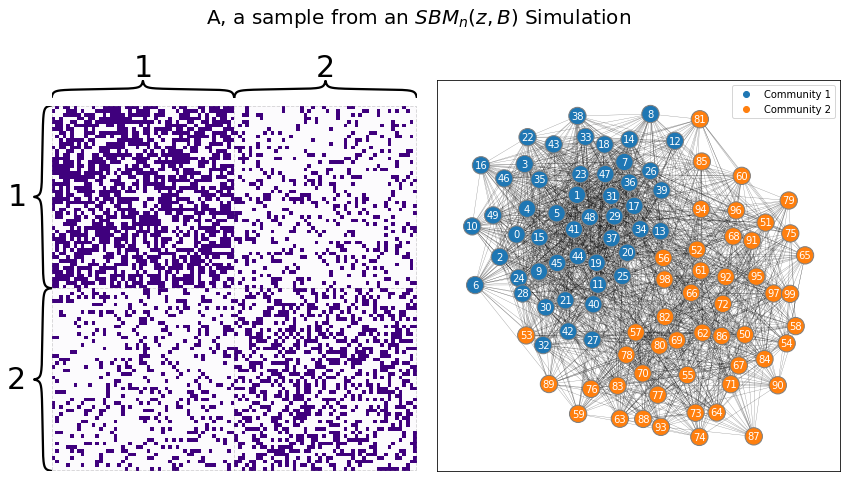 A, a sample from an SBM_n(z, B) Simulation
1 2
1
2
Community 1
Community 2
38 8 81
22 43 33 18 14 12
16 3 7 85
46 35 23 47 36 26 60
1 31 39 79
49 4 5 48 29 17 94 96
10 0 15 41 37 34 13 68 91 51 75
2 45 44 19 20 56 52 65
6 24 9 11 25 98 61 92 95
28 30 21 40 66 72 97 99
53 42 27 57 82 62 86 50 58
32 78 80 69 54
89 76 83 70 55 67 84
77 71 90
59 63 88 93 73 64
74 87